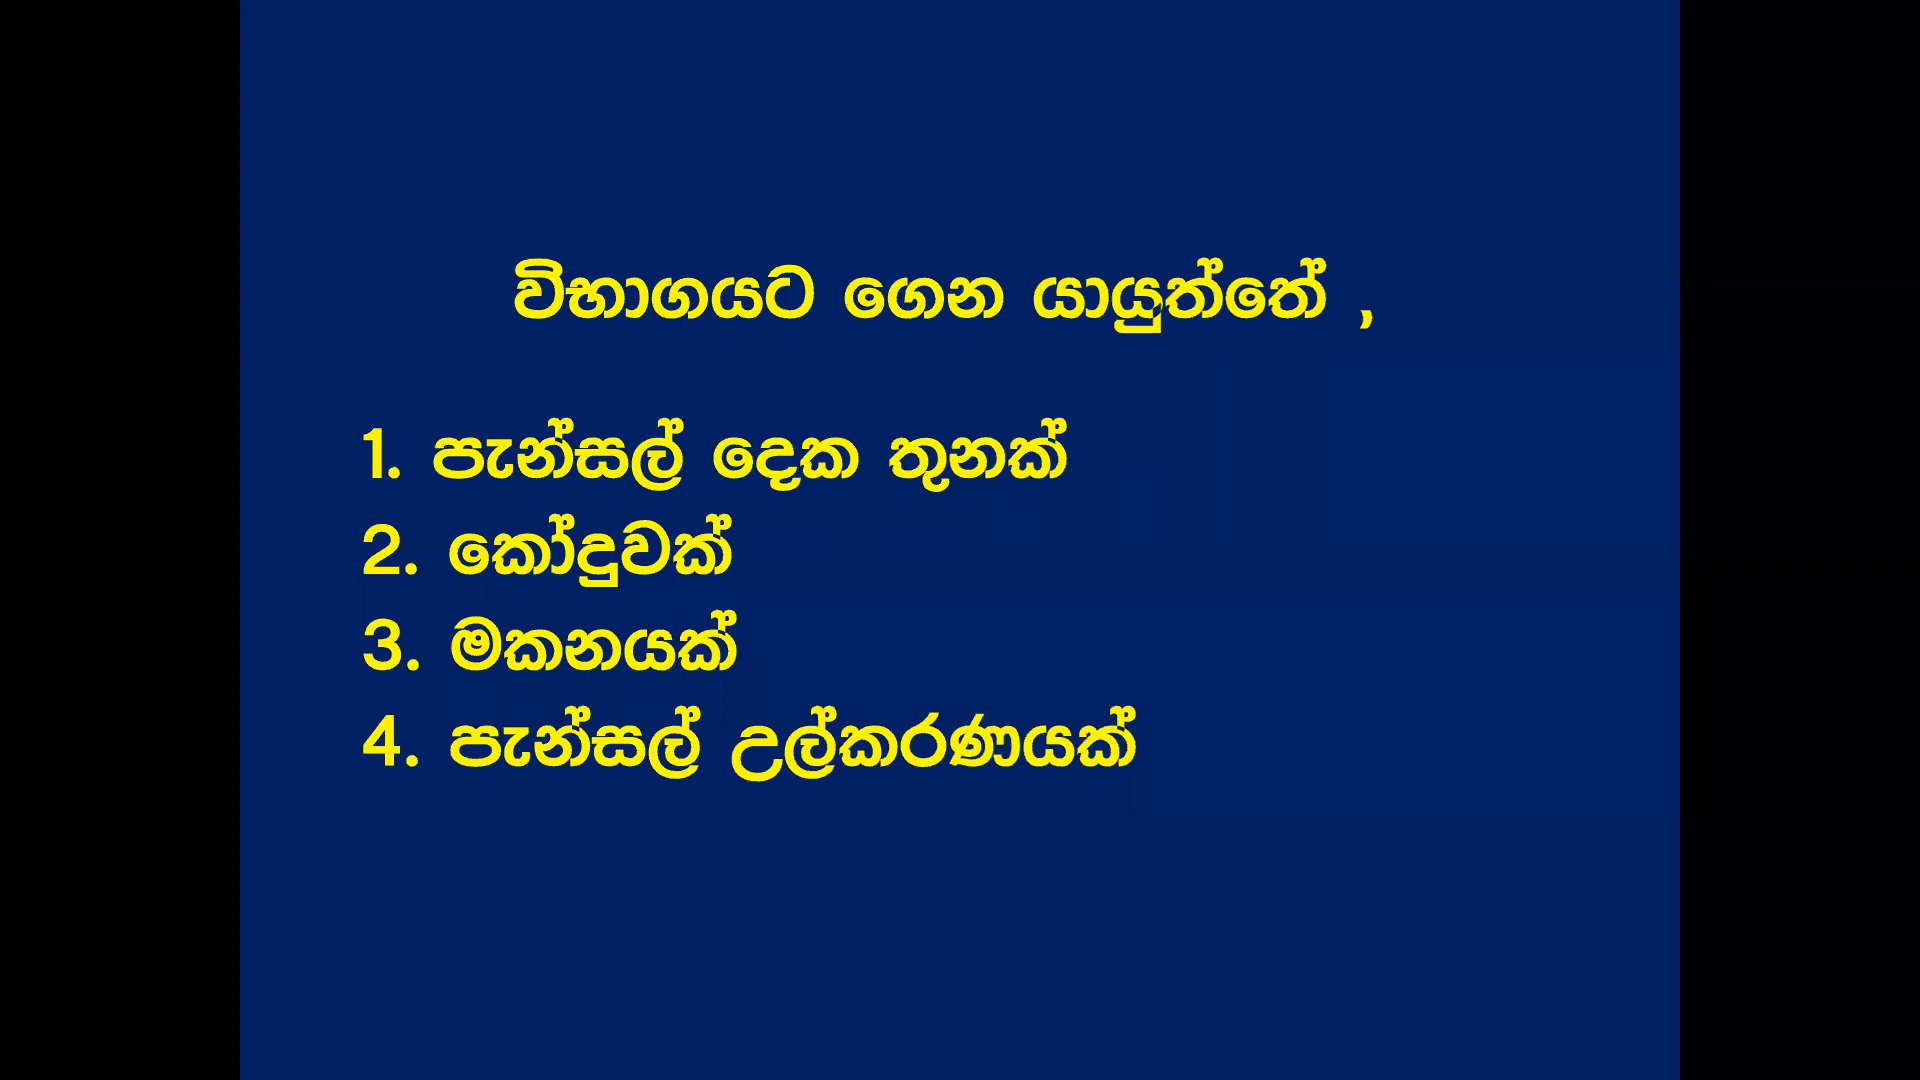 විභාගයට ගෙන යායුත්තේ ,
1. පැන්සල් දෙක තුනක්
2. කෝදුවක්
3. මකනයක්
4. පැන්සල් උල්කරණයක්